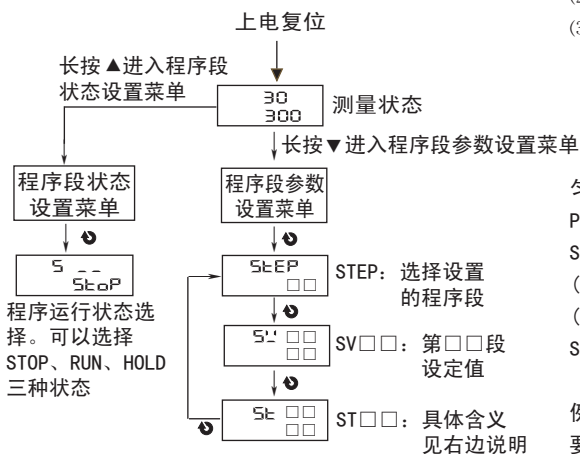 上电复位
长按▲进入程序段
状态设置菜单
30
300
测量状态
长按▼进入程序段参数设置菜单
程序段状态
设置菜单
程序段参数
设置菜单
S _ _
StoP
程序运行状态选
择。可以选择
STOP、RUN、HOLD
三种状态
StEP
□□
STEP：选择设置
的程序段
SV □□
□□
SV□□：第□□段
设定值
St □□
□□
ST□□：具体含义
见右边说明
P
S
S